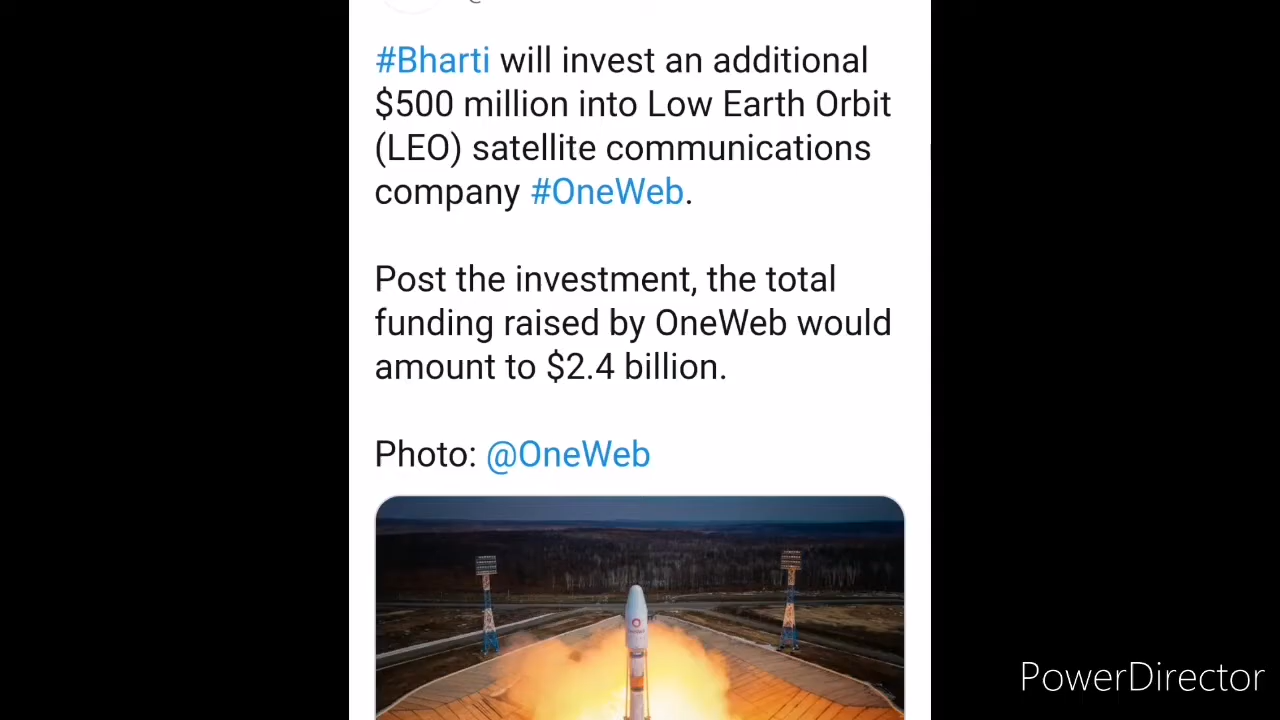 #Bharti will invest an additional
$500 million into Low Earth Orbit
(LEO) satellite communications
company #OneWeb.
Post the investment, the total
funding raised by OneWeb would
amount to $2.4 billion.
Photo: @OneWeb
PowerDirector